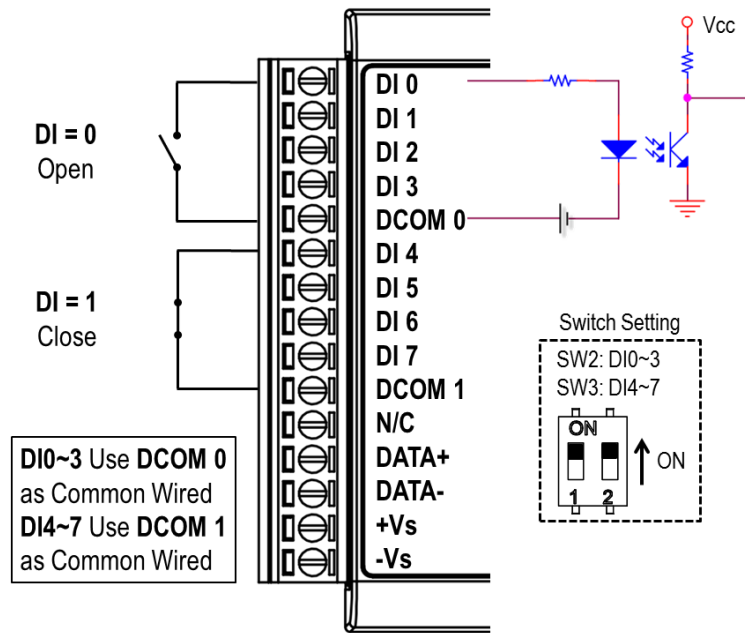 Vcc
DI = 0
Open
DI = 1
Close
DI 0
DI 1
DI 2
DI 3
DCOM 0
DI 4
DI 5
DI 6
DI 7
DCOM 1
N/C
DATA+
DATA-
+Vs
-Vs
DI0~3 Use DCOM 0
as Common Wired
DI4~7 Use DCOM 1
as Common Wired
Switch Setting
SW2: DI0~3
SW3: DI4~7
ON
1 2
ON